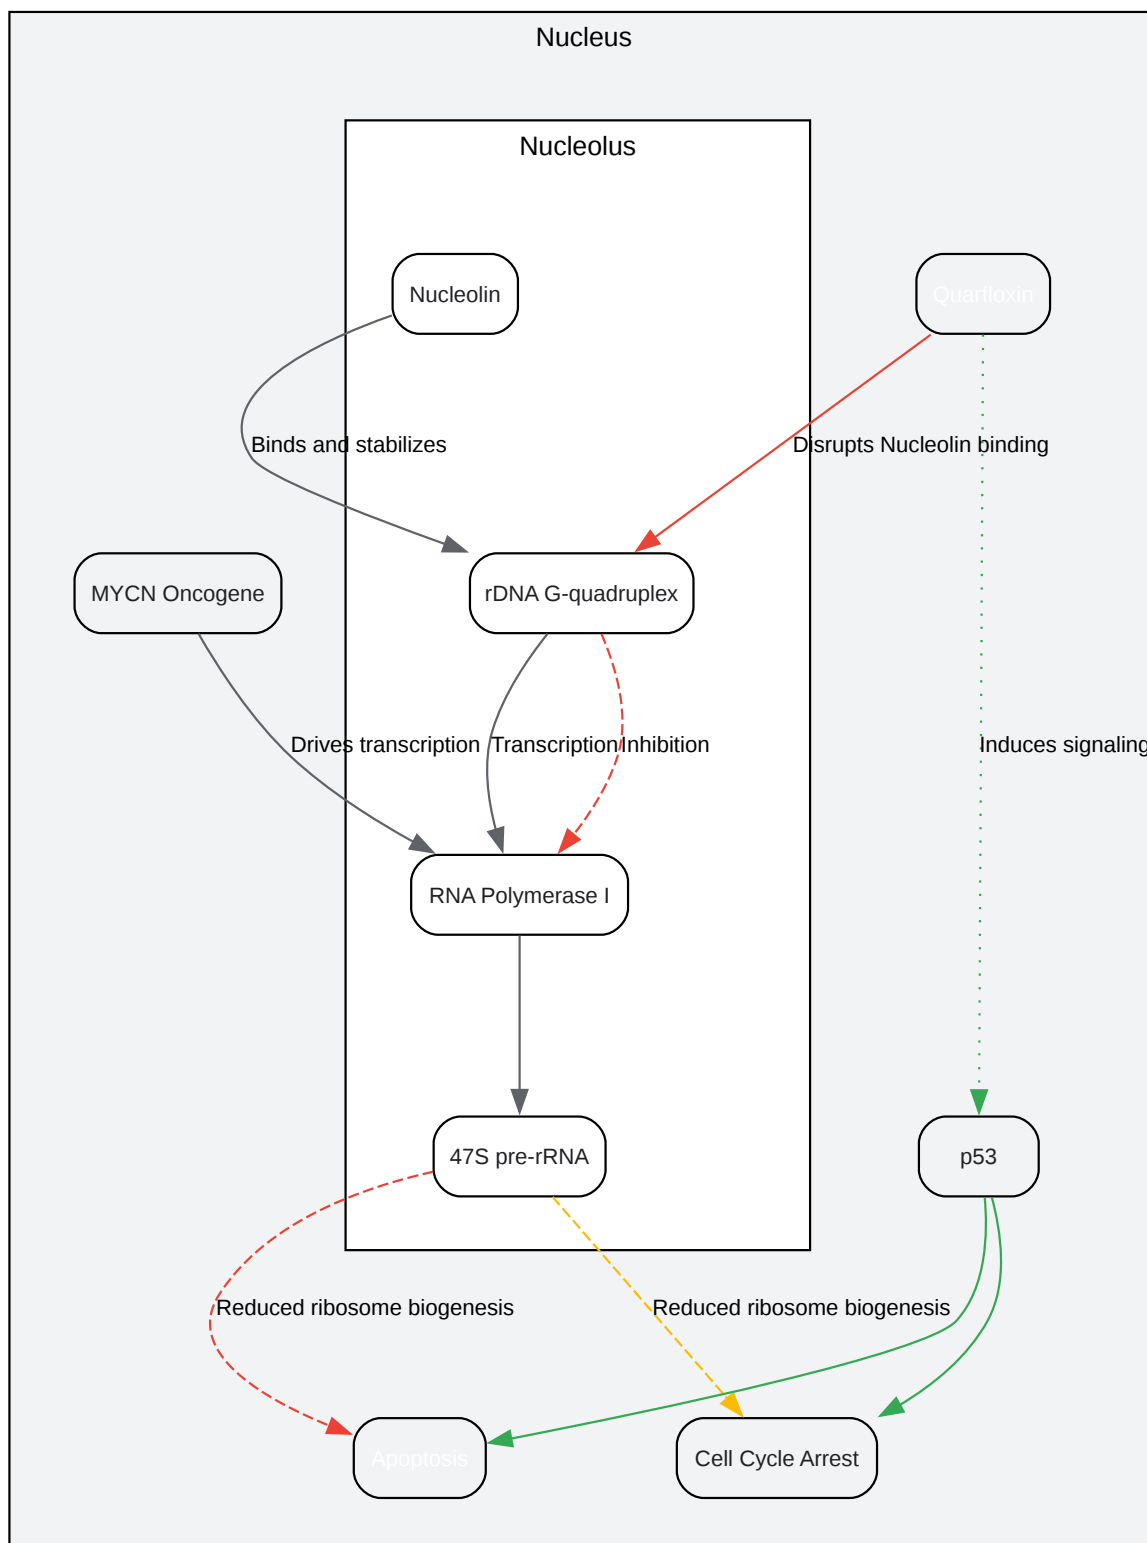 Nucleus
Nucleolus
Nucleolin
Quarfloxin
Binds and stabilizes
Disrupts Nucleolin binding
MYCN Oncogene
rDNA G-quadruplex
Drives transcription
Transcription
Inhibition
Induces signaling
RNA Polymerase I
47S pre-rRNA
p53
Reduced ribosome biogenesis
Reduced ribosome biogenesis
Apoptosis
Cell Cycle Arrest